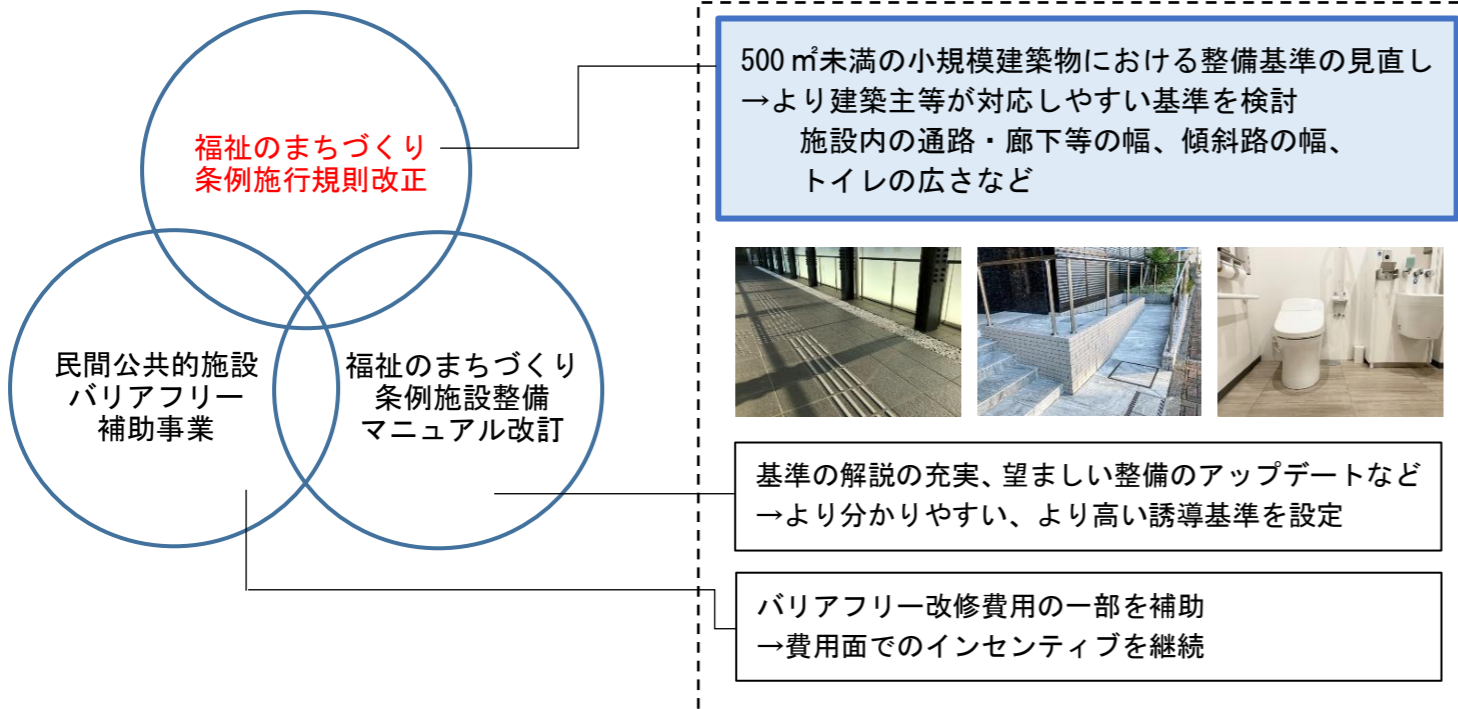 福祉のまちづくり
条例施行規則改正
民間公共的施設
バリアフリー
補助事業
福祉のまちづくり
条例施設整備
マニュアル改訂
500㎡未満の小規模建築物における整備基準の見直し
→より建築主等が対応しやすい基準を検討
施設内の通路・廊下等の幅、傾斜路の幅、
トイレの広さなど
基準の解説の充実、望ましい整備のアップデートなど
→より分かりやすい、より高い誘導基準を設定
バリアフリー改修費用の一部を補助
→費用面でのインセンティブを継続